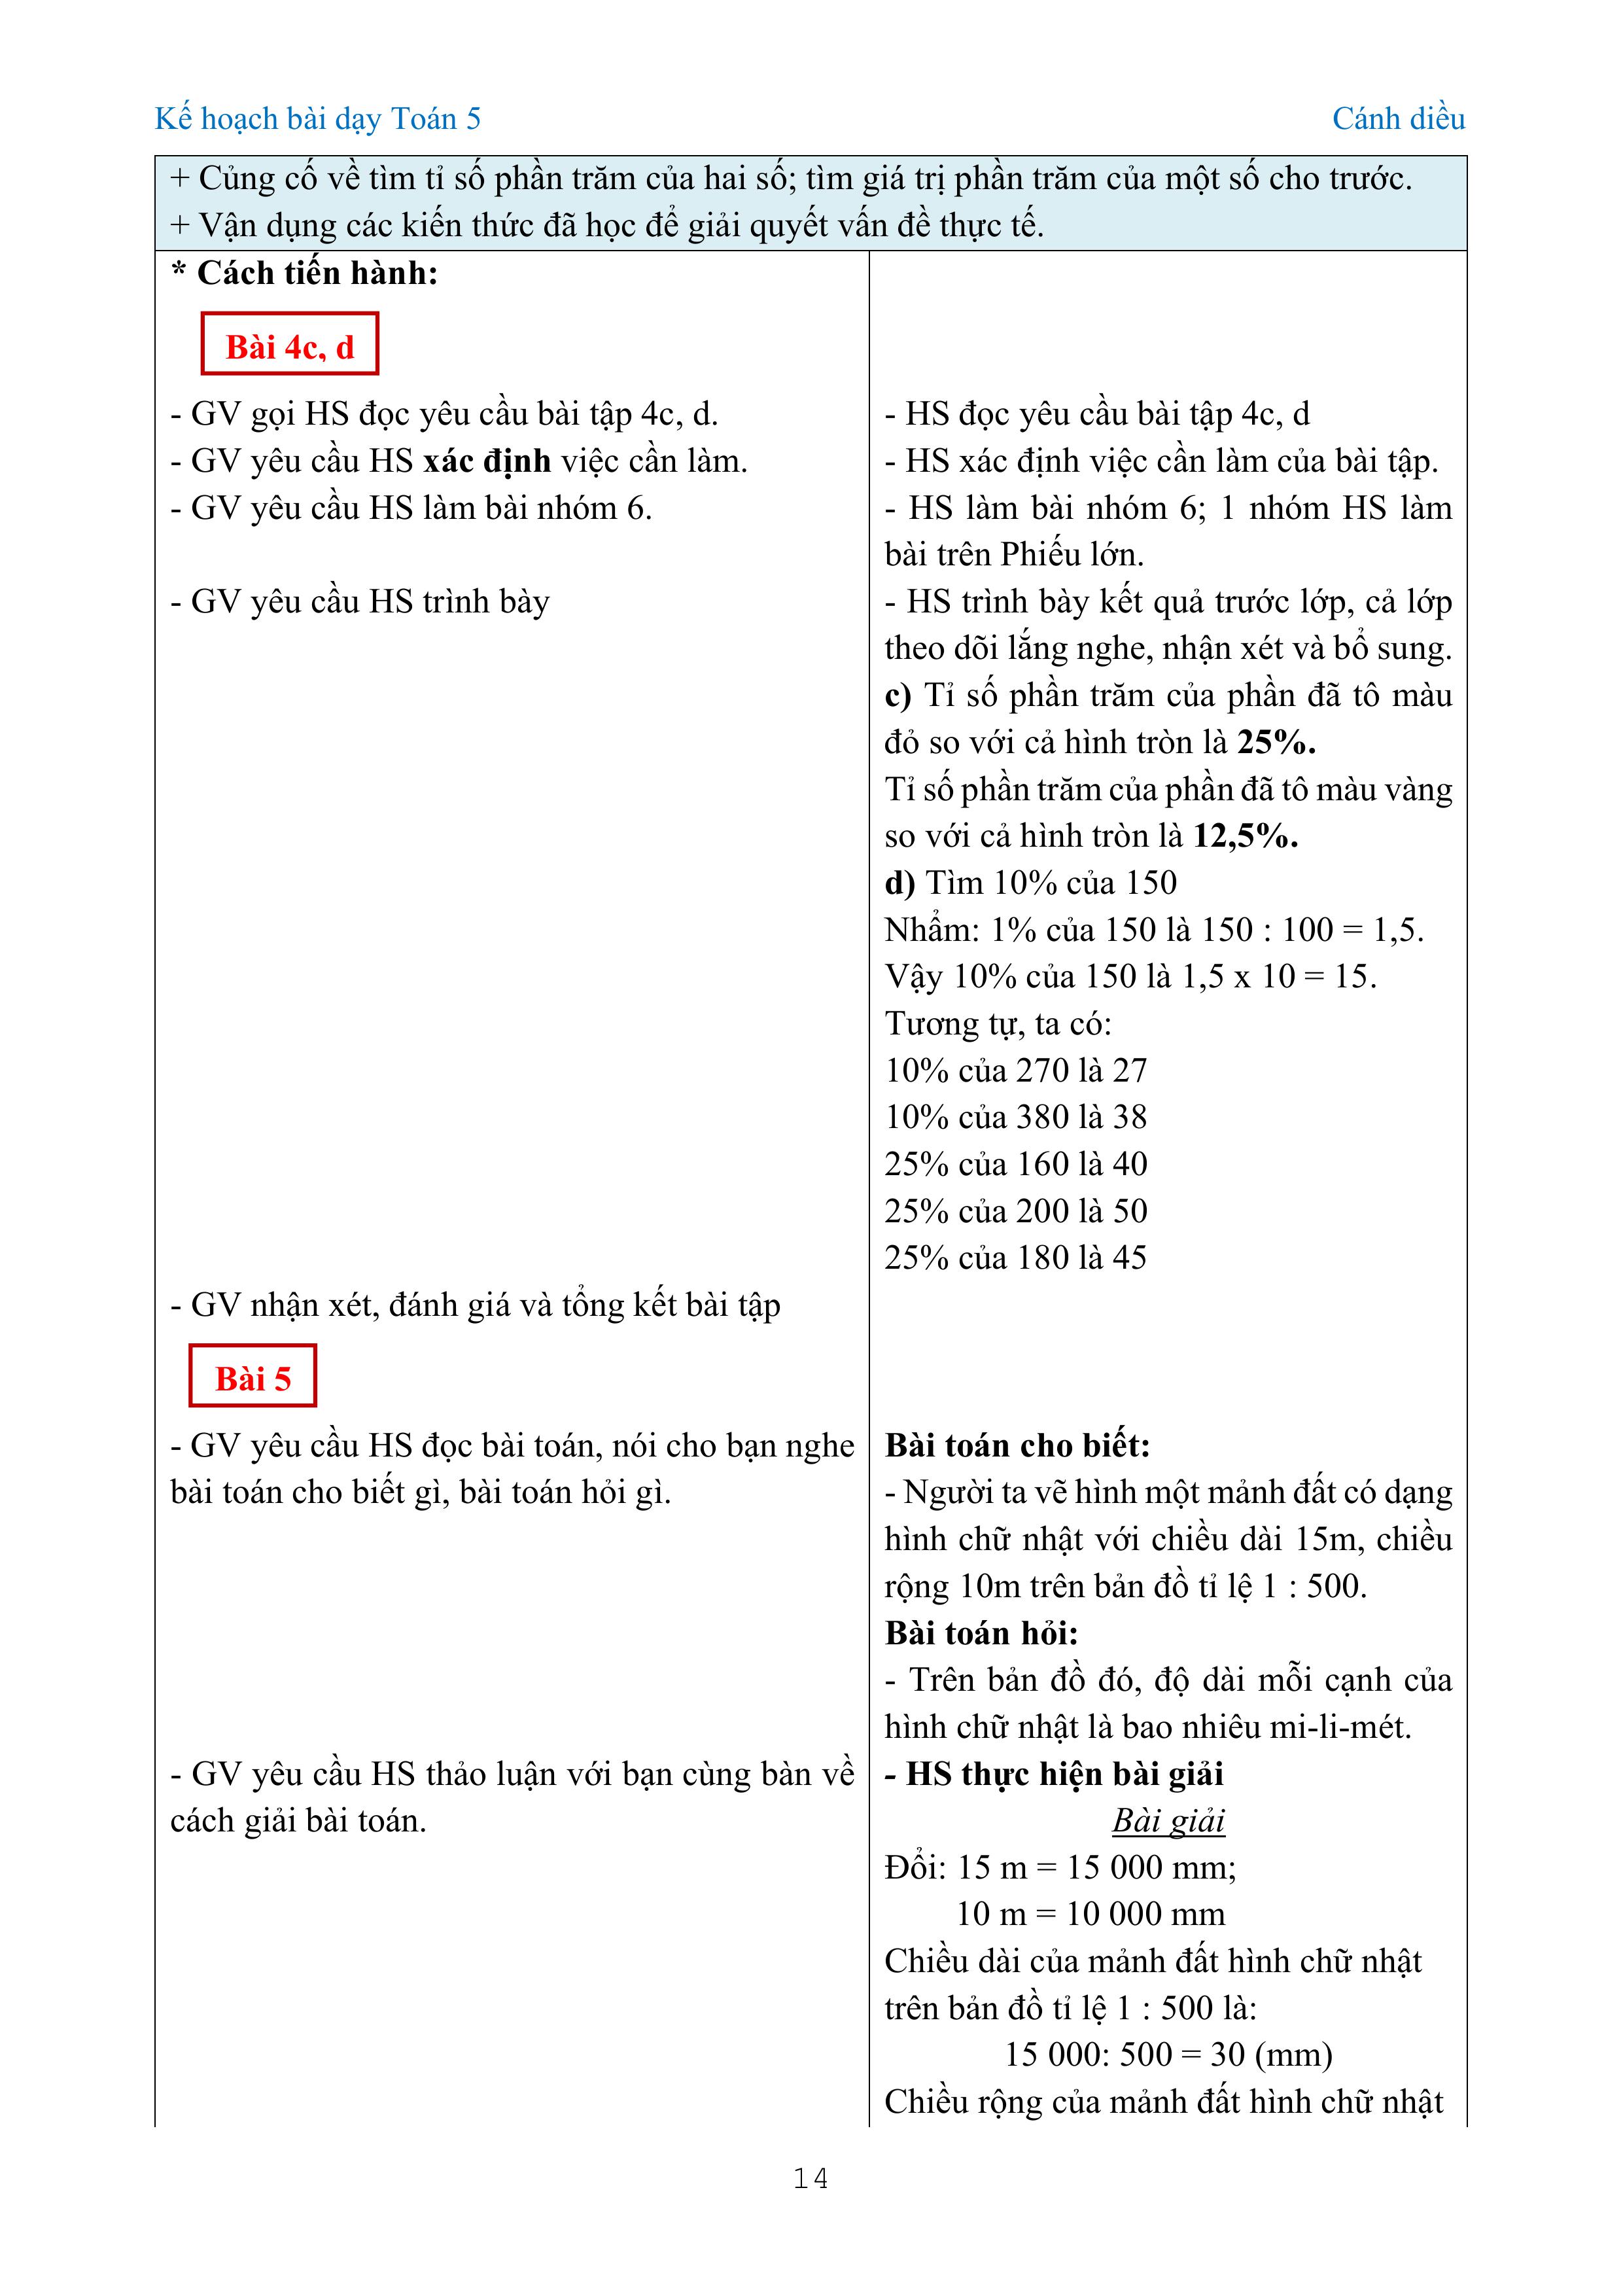 Kế hoạch bài dạy Toán 5 Cánh diều
+ Củng cố về tìm tỉ số phần trăm của hai số; tìm giá trị phần trăm của một số cho trước.
+ Vận dụng các kiến thức đã học để giải quyết vấn đề thực tế.
* Cách tiến hành:
Bài 4c, d
- GV gọi HS đọc yêu cầu bài tập 4c, d.
- GV yêu cầu HS xác định việc cần làm.
- GV yêu cầu HS làm bài nhóm 6.
- GV yêu cầu HS trình bày
- HS đọc yêu cầu bài tập 4c, d
- HS xác định việc cần làm của bài tập.
- HS làm bài nhóm 6; 1 nhóm HS làm
bài trên Phiếu lớn.
- HS trình bày kết quả trước lớp, cả lớp
theo dõi lắng nghe, nhận xét và bổ sung.
c) Tỉ số phần trăm của phần đã tô màu
đỏ so với cả hình tròn là 25%.
Tỉ số phần trăm của phần đã tô màu vàng
so với cả hình tròn là 12,5%.
d) Tìm 10% của 150
Nhẩm: 1% của 150 là 150 : 100 = 1,5.
Vậy 10% của 150 là 1,5 x 10 = 15.
Tương tự, ta có:
10% của 270 là 27
10% của 380 là 38
25% của 160 là 40
25% của 200 là 50
25% của 180 là 45
- GV nhận xét, đánh giá và tổng kết bài tập
Bài 5
- GV yêu cầu HS đọc bài toán, nói cho bạn nghe
bài toán cho biết gì, bài toán hỏi gì.
Bài toán cho biết:
- Người ta vẽ hình một mảnh đất có dạng
hình chữ nhật với chiều dài 15m, chiều
rộng 10m trên bản đồ tỉ lệ 1 : 500.
Bài toán hỏi:
- Trên bản đồ đó, độ dài mỗi cạnh của
hình chữ nhật là bao nhiêu mi-li-mét.
- GV yêu cầu HS thảo luận với bạn cùng bàn về
cách giải bài toán.
- HS thực hiện bài giải
Bài giải
Đổi: 15 m = 15 000 mm;
10 m = 10 000 mm
Chiều dài của mảnh đất hình chữ nhật
trên bản đồ tỉ lệ 1 : 500 là:
15 000: 500 = 30 (mm)
Chiều rộng của mảnh đất hình chữ nhật
14